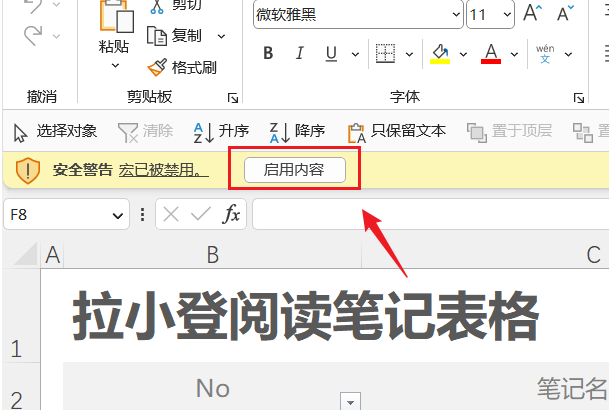 剪切
微软雅黑
11
A
A
粘贴
复制
格式刷
B
I
U
A
wén
文
撤消
剪贴板
字体
选择对象
清除
升序
降序
只保留文本
置于顶层
置
安全警告 宏已被禁用。
启用内容
F8
fx
A
B
C
1
拉小登阅读笔记表格
2
No
笔记名